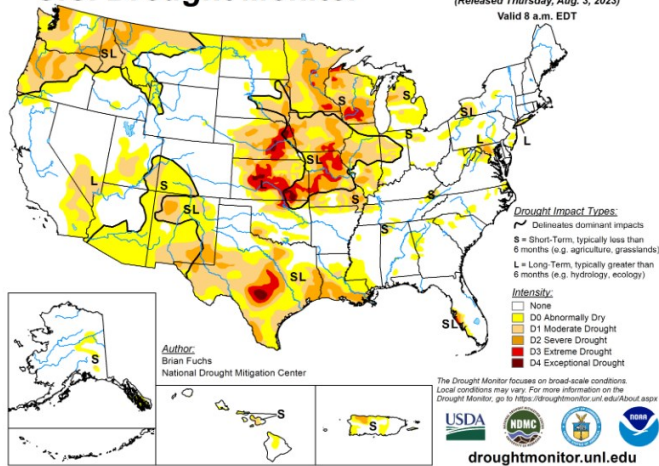 (Released Thursday, Aug. 3, 2023)
Valid 8 a.m. EDT
SL
S
S
SL
S
L
L
SL
S
L
S
SL
S
S
SL
SL
S
S
S
Drought Impact Types:
Delineates dominant impacts
S = Short-Term, typically less than
6 months (e.g. agriculture, grasslands)
L = Long-Term, typically greater than
6 months (e.g. hydrology, ecology)
Intensity:
None
D0 Abnormally Dry
D1 Moderate Drought
D2 Severe Drought
D3 Extreme Drought
D4 Exceptional Drought
Author:
Brian Fuchs
National Drought Mitigation Center
The Drought Monitor focuses on broad-scale conditions.
Local conditions may vary. For more information on the
Drought Monitor, go to https://droughtmonitor.unl.edu/About.aspx
USDA
NDMC
NOAA
droughtmonitor.unl.edu